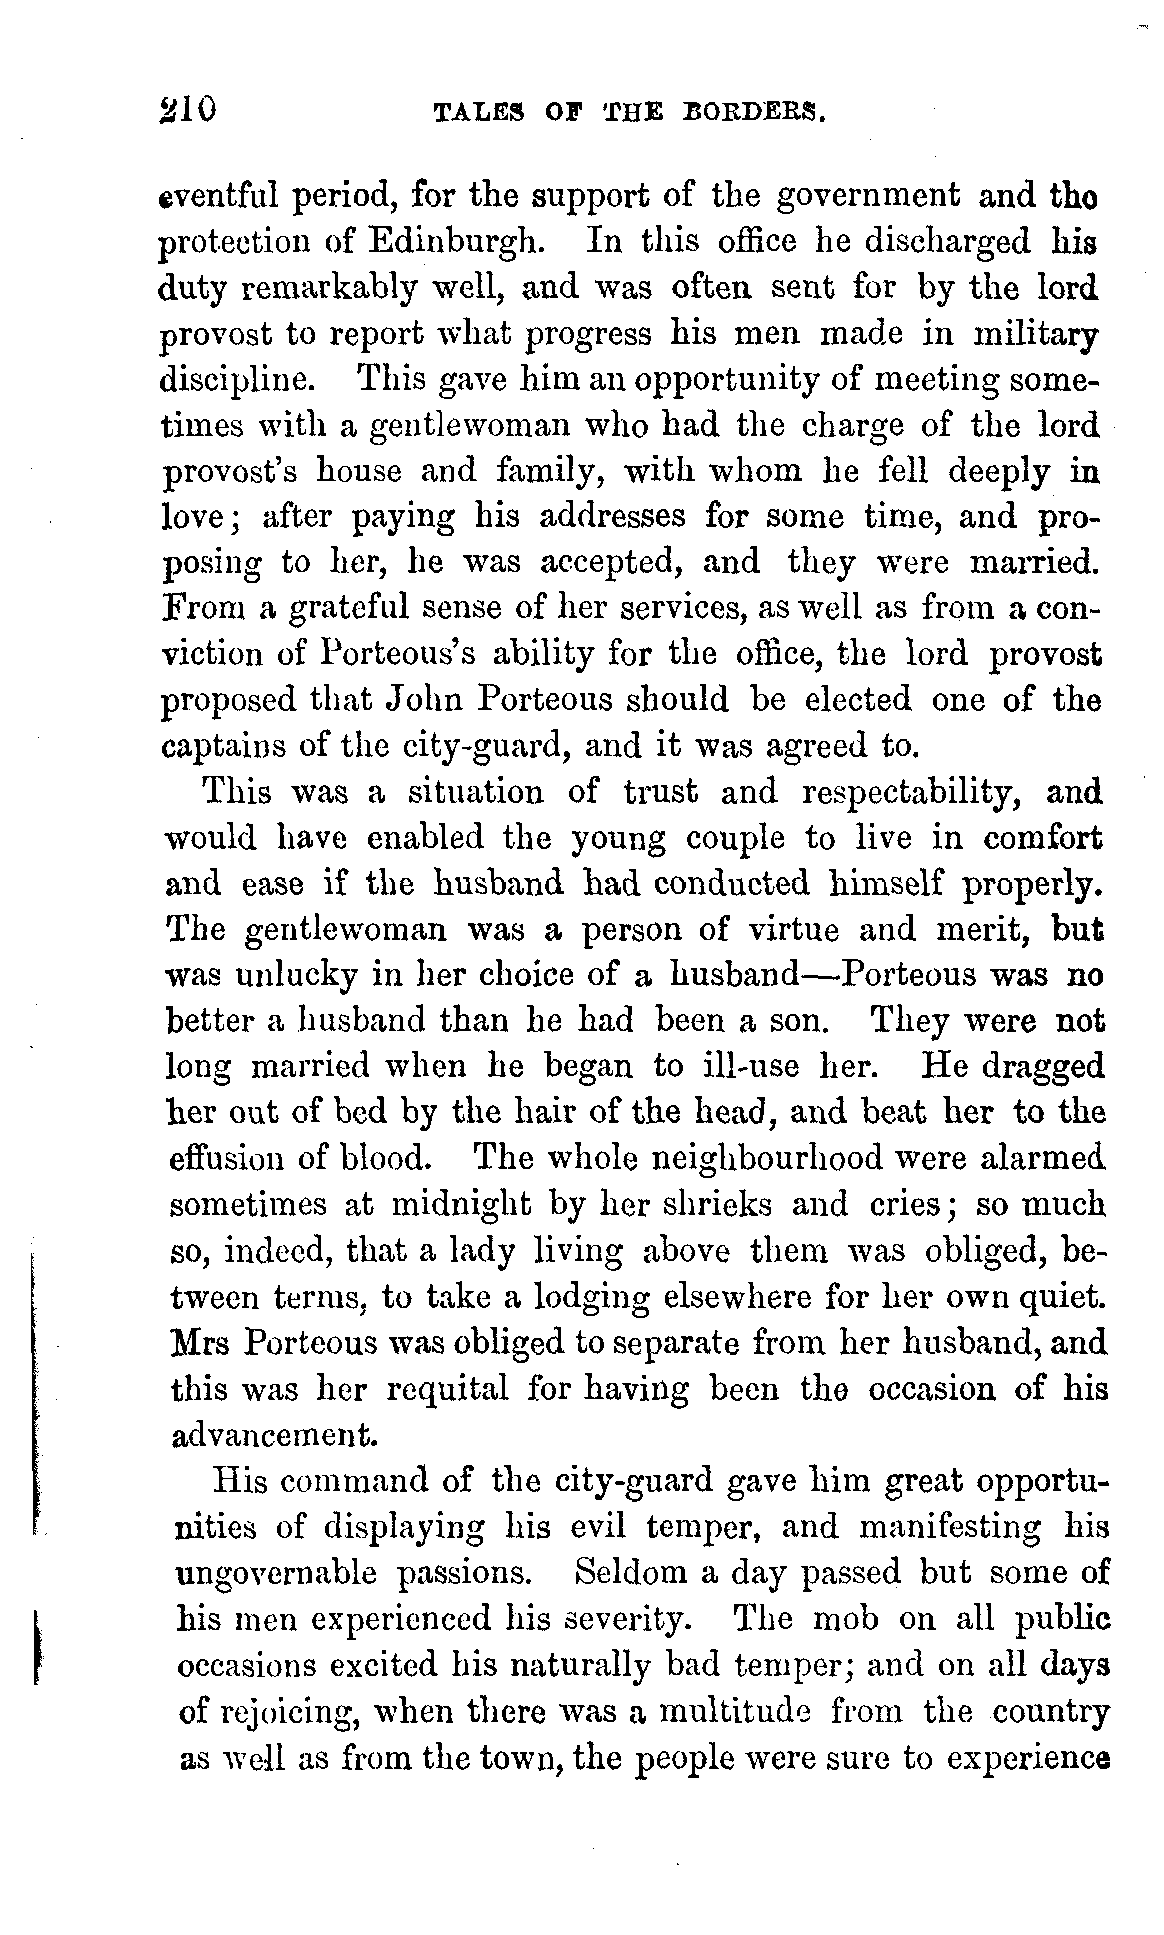 210 TALES OF THE BORDERS.
eventful period, for the support of the government and the
protection of Edinburgh. In this office he discharged his
duty remarkably well, and was often sent for by the lord
provost to report what progress his men made in military
discipline. This gave him an opportunity of meeting some-
times with a gentlewoman who had the charge of the lord
provost's house and family, with whom he fell deeply in
love; after paying his addresses for some time, and pro-
posing to her, he was accepted, and they were married.
From a grateful sense of her services, as well as from a con-
viction of Porteous's ability for the office, the lord provost
proposed that John Porteous should be elected one of the
captains of the city-guard, and it was agreed to.
This was a situation of trust and respectability, and
would have enabled the young couple to live in comfort
and ease if the husband had conducted himself properly.
The gentlewoman was a person of virtue and merit, but
was unlucky in her choice of a husband—Porteous was no
better a husband than he had been a son. They were not
long married when he began to ill-use her. He dragged
her out of bed by the hair of the head, and beat her to the
effusion of blood. The whole neighbourhood were alarmed
sometimes at midnight by her shrieks and cries; so much
so, indeed, that a lady living above them was obliged, be-
tween terms, to take a lodging elsewhere for her own quiet.
Mrs Porteous was obliged to separate from her husband, and
this was her requital for having been the occasion of his
advancement.
His command of the city-guard gave him great opportu-
nities of displaying his evil temper, and manifesting his
ungovernable passions. Seldom a day passed but some of
his men experienced his severity. The mob on all public
occasions excited his naturally bad temper; and on all days
of rejoicing, when there was a multitude from the country
as well as from the town, the people were sure to experience